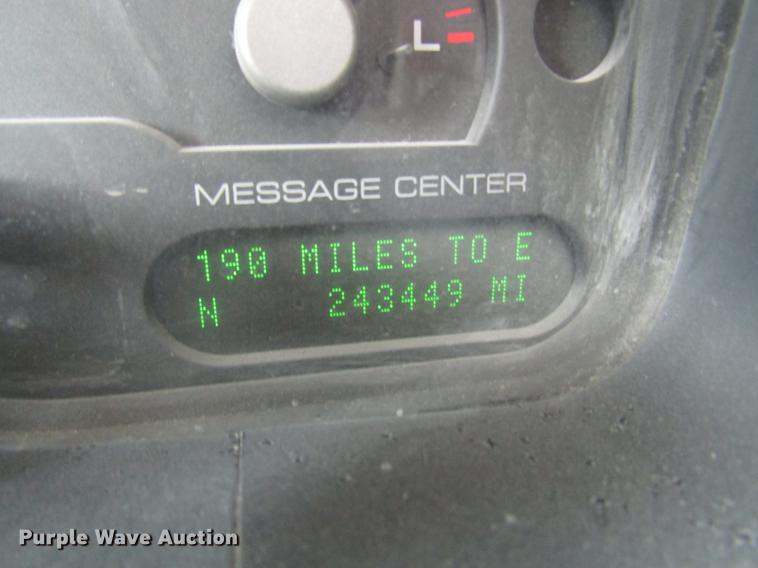 L
MESSAGE CENTER
190 MILES TO E
N 243449 MI
Purple Wave Auction